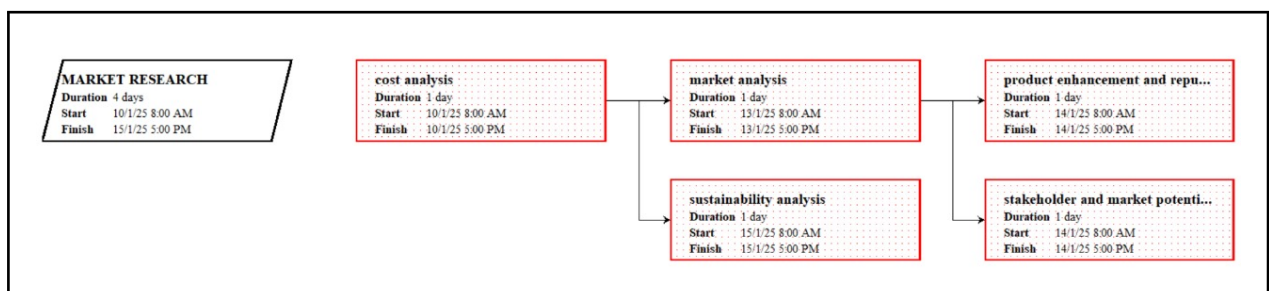 MARKET RESEARCH
Duration 4 days
Start 10/1/25 8:00 AM
Finish 15/1/25 5:00 PM
cost analysis
Duration 1 day
Start 10/1/25 8:00 AM
Finish 10/1/25 5:00 PM
market analysis
Duration 1 day
Start 13/1/25 8:00 AM
Finish 13/1/25 5:00 PM
product enhancement and repu...
Duration 1 day
Start 14/1/25 8:00 AM
Finish 14/1/25 5:00 PM
sustainability analysis
Duration 1 day
Start 15/1/25 8:00 AM
Finish 15/1/25 5:00 PM
stakeholder and market potenti...
Duration 1 day
Start 14/1/25 8:00 AM
Finish 14/1/25 5:00 PM